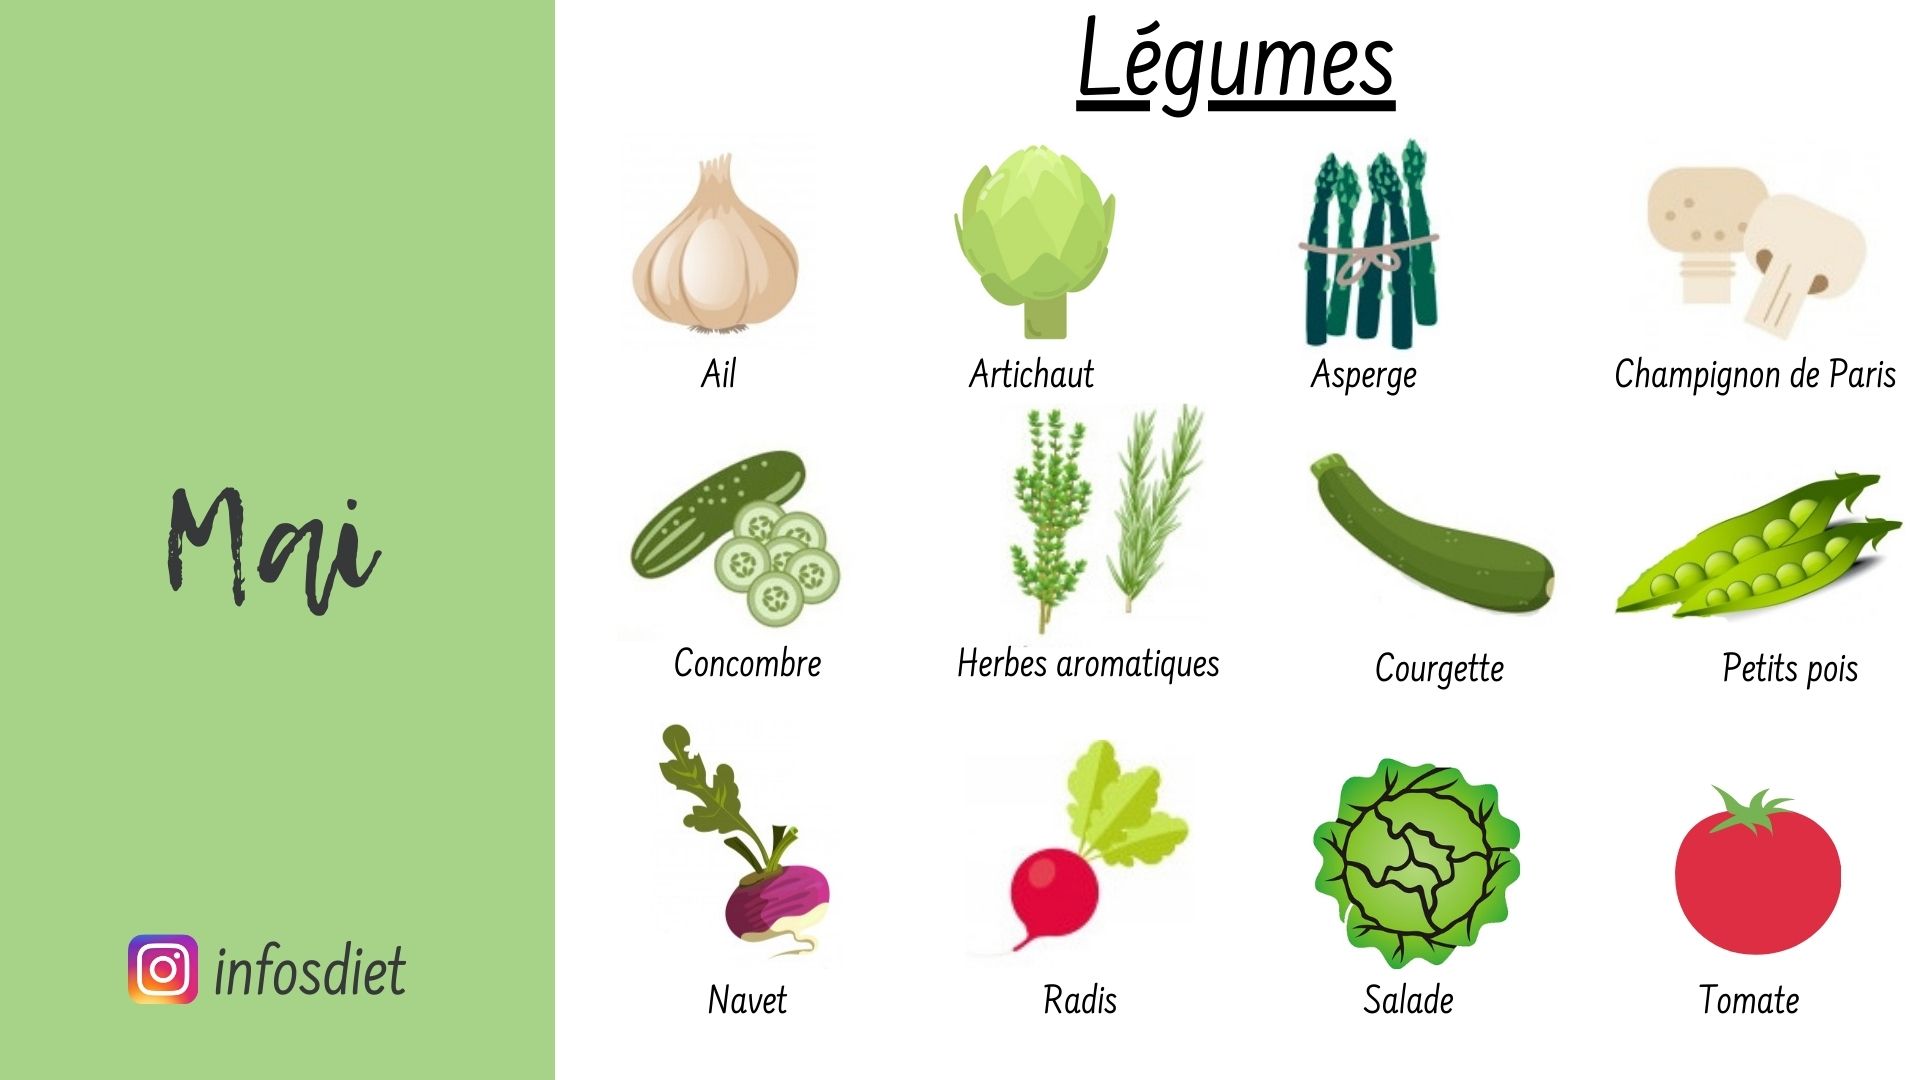 Légumes
Ail
Artichaut
Asperge
Champignon de Paris
Concombre
Herbes aromatiques
Courgette
Petits pois
Mai
Navet
Radis
Salade
Tomate
infosdiet